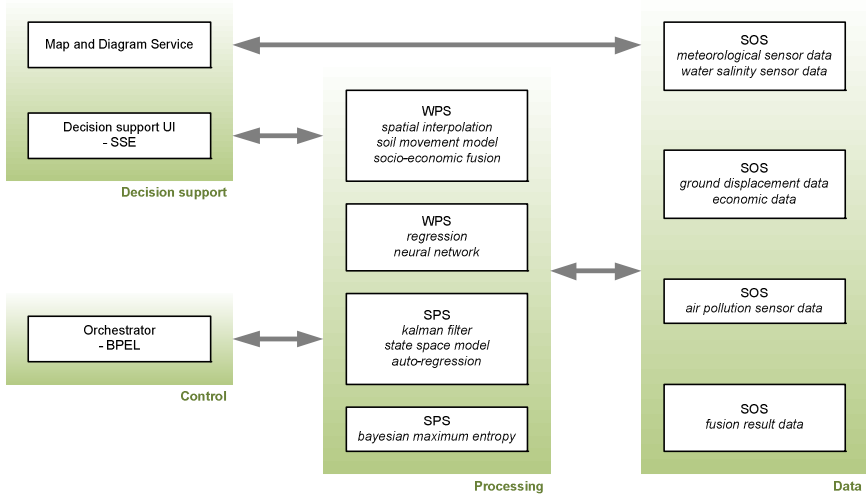 Map and Diagram Service
Decision support UI
- SSE
Decision support
Orchestrator
- BPEL
Control
WPS
spatial interpolation
soil movement model
socio-economic fusion
WPS
regression
neural network
SPS
kalman filter
state space model
auto-regression
SPS
bayesian maximum entropy
Processing
SOS
meteorological sensor data
water salinity sensor data
SOS
ground displacement data
economic data
SOS
air pollution sensor data
SOS
fusion result data
Data